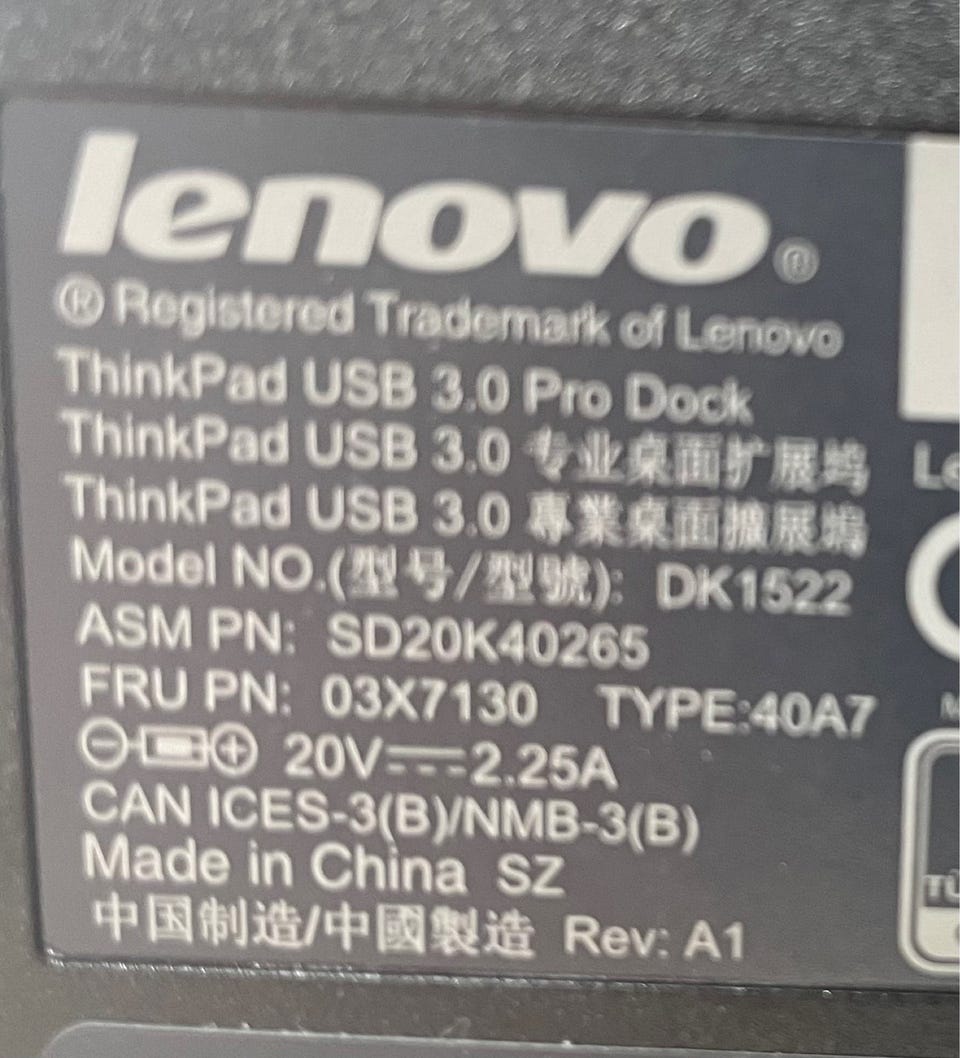 lenovo®
® Registered Trademark of Lenovo
ThinkPad USB 3.0 Pro Dock
ThinkPad USB 3.0 专业桌面扩展坞
ThinkPad USB 3.0 專業桌面擴展塢
Model NO.(型号/型號): DK1522
ASM PN: SD20K40265
FRU PN: 03X7130 TYPE:40A7
20V⎓2.25A
CAN ICES-3(B)/NMB-3(B)
Made in China SZ
中国制造/中國製造 Rev: A1